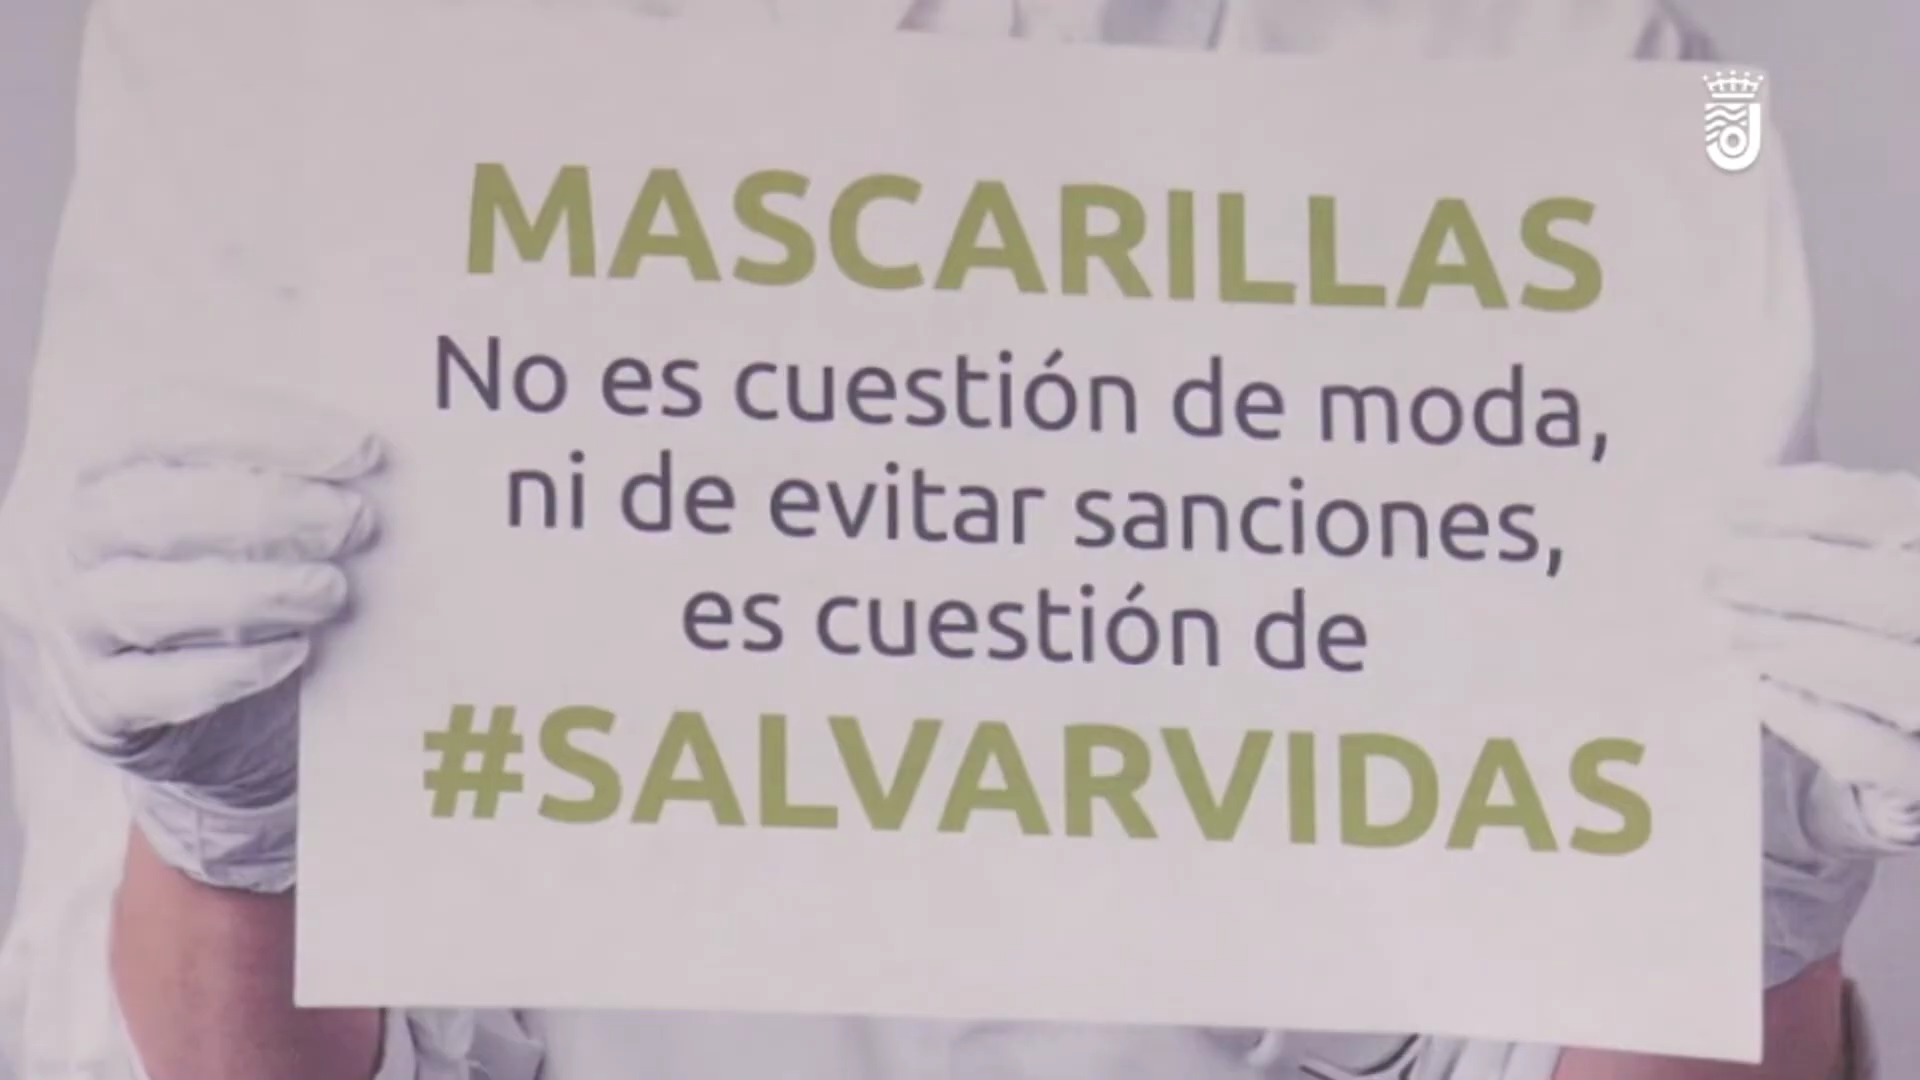 MASCARILLAS
No es cuestión de moda,
ni de evitar sanciones,
es cuestión de
#SALVARVIDAS